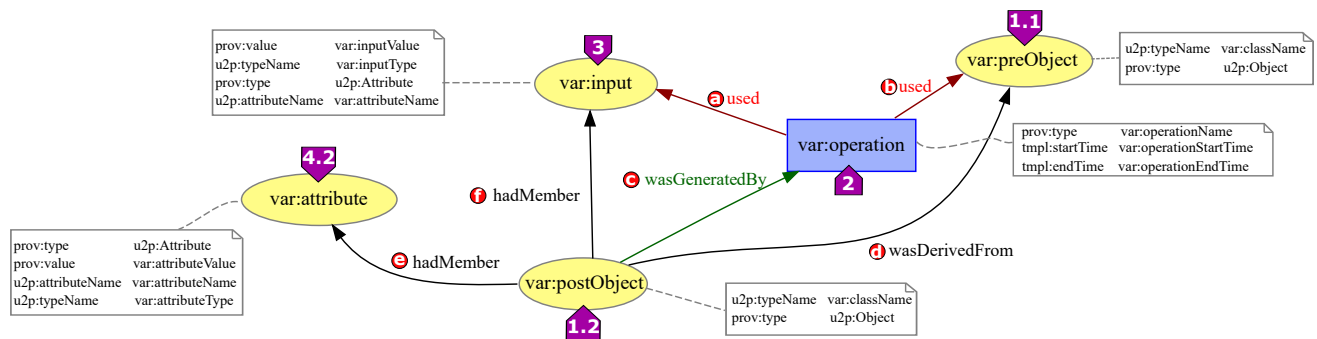 1.1
3
prov:value var:inputValue
u2p:typeName var:inputType
prov:type u2p:Attribute
u2p:attributeName var:attributeName
var:input
var:preObject
u2p:typeName var:className
prov:type u2p:Object
a used
b used
var:operation
2
prov:type var:operationName
tmpl:startTime var:operationStartTime
tmpl:endTime var:operationEndTime
4.2
var:attribute
c wasGeneratedBy
f hadMember
prov:type u2p:Attribute
prov:value var:attributeValue
u2p:attributeName var:attributeName
u2p:typeName var:attributeType
e hadMember
d wasDerivedFrom
var:postObject
1.2
u2p:typeName var:className
prov:type u2p:Object